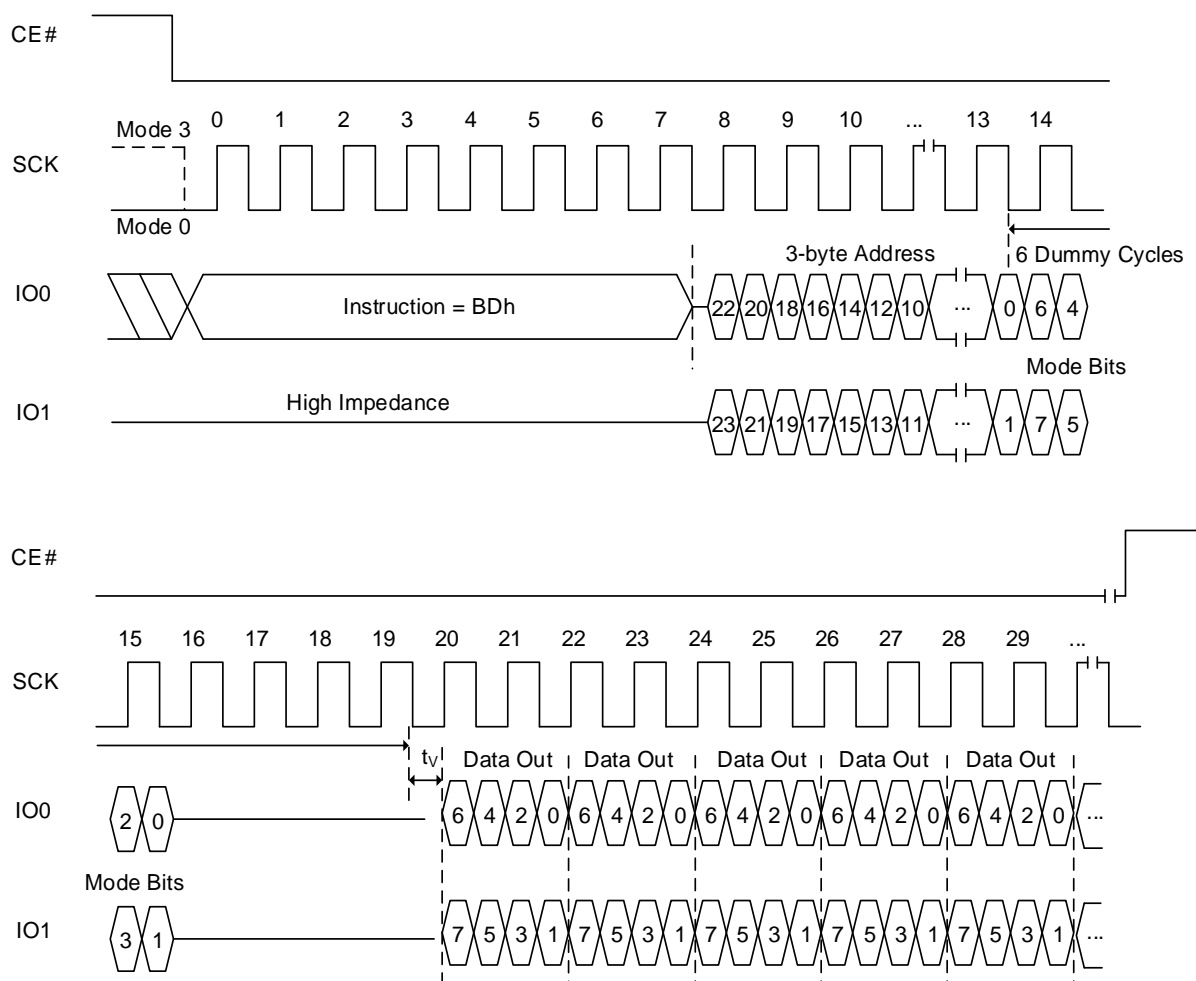 CE#
0 1 2 3 4 5 6 7 8 9 10 ... 13 14
Mode 3
SCK
Mode 0
3-byte Address 6 Dummy Cycles
IO0 Instruction = BDh 22 20 18 16 14 12 10 ... 0 6 4
Mode Bits
IO1 High Impedance 23 21 19 17 15 13 11 ... 1 7 5
CE#
15 16 17 18 19 20 21 22 23 24 25 26 27 28 29 ...
SCK
tV Data Out Data Out Data Out Data Out Data Out
IO0 2 0 6 4 2 0 6 4 2 0 6 4 2 0 6 4 2 0 6 4 2 0 ...
Mode Bits
IO1 3 1 7 5 3 1 7 5 3 1 7 5 3 1 7 5 3 1 7 5 3 1 ...